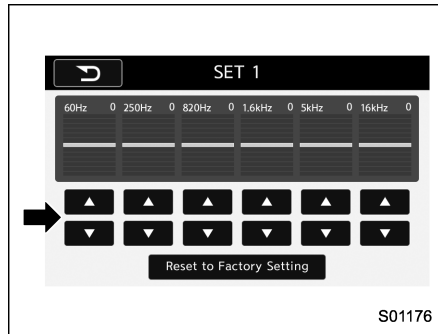 SET 1
60Hz 0 250Hz 0 820Hz 0 1.6kHz 0 5kHz 0 16kHz 0
Reset to Factory Setting
S01176